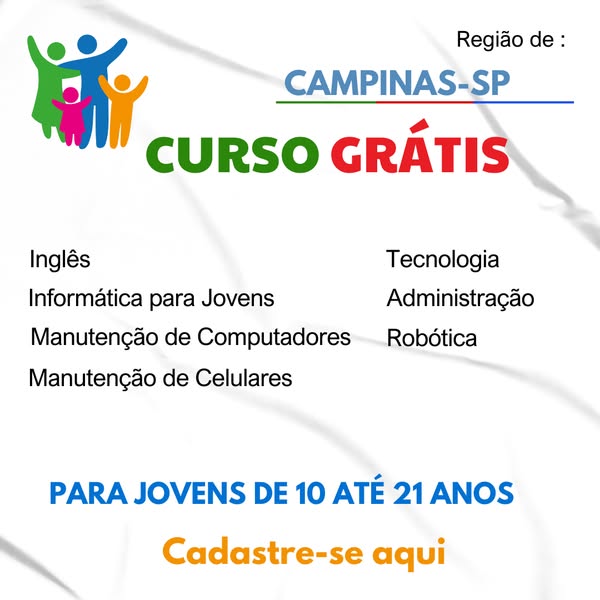 Região de :
CAMPINAS-SP
CURSO GRÁTIS
Inglês
Informática para Jovens
Manutenção de Computadores
Manutenção de Celulares
Tecnologia
Administração
Robótica
PARA JOVENS DE 10 ATÉ 21 ANOS
Cadastre-se aqui